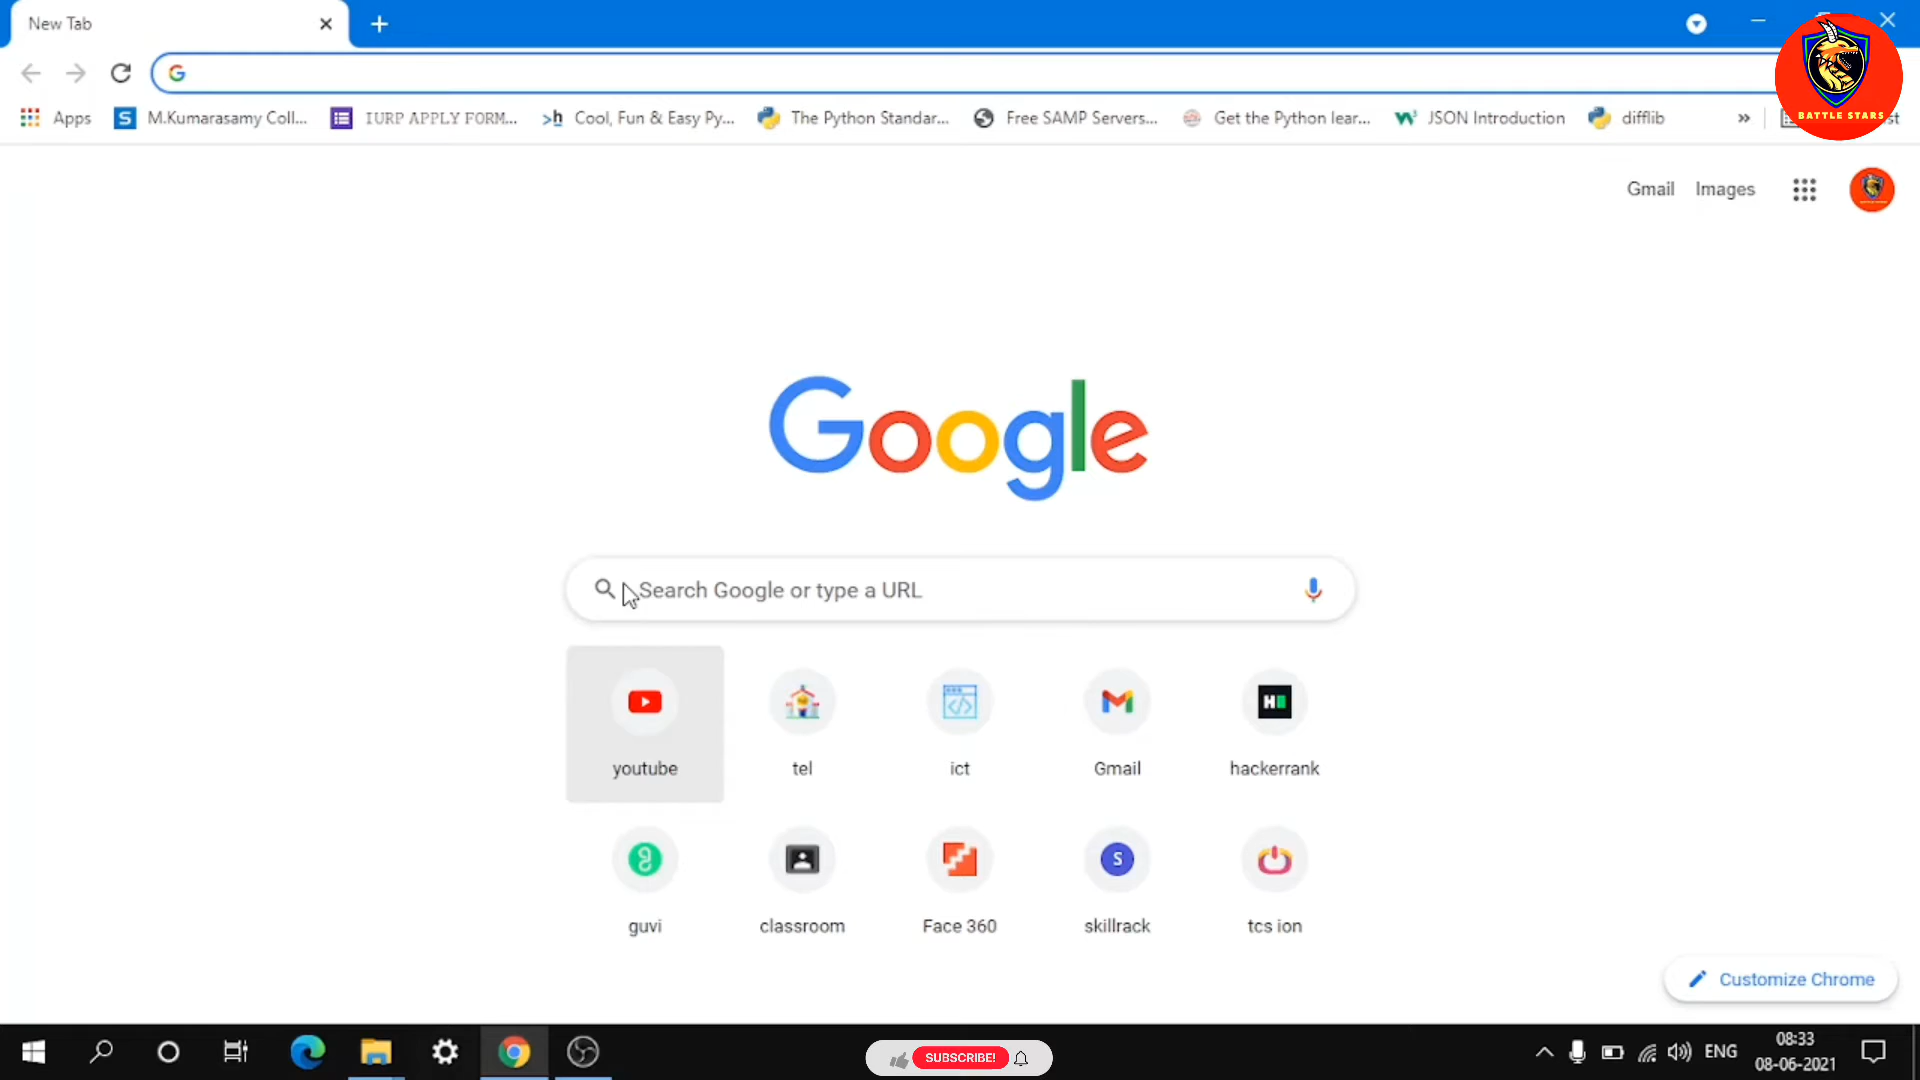 New Tab
Apps M.Kumarasamy Coll... IURP APPLY FORM... Cool, Fun & Easy Py... The Python Standar... Free SAMP Servers... Get the Python lear... JSON Introduction difflib
BATTLE STARS
Gmail Images
Google
Search Google or type a URL
youtube tel ict Gmail hackerrank
guvi classroom Face 360 skillrack tcs ion
Customize Chrome
SUBSCRIBE!
ENG
08:33
08-06-2021